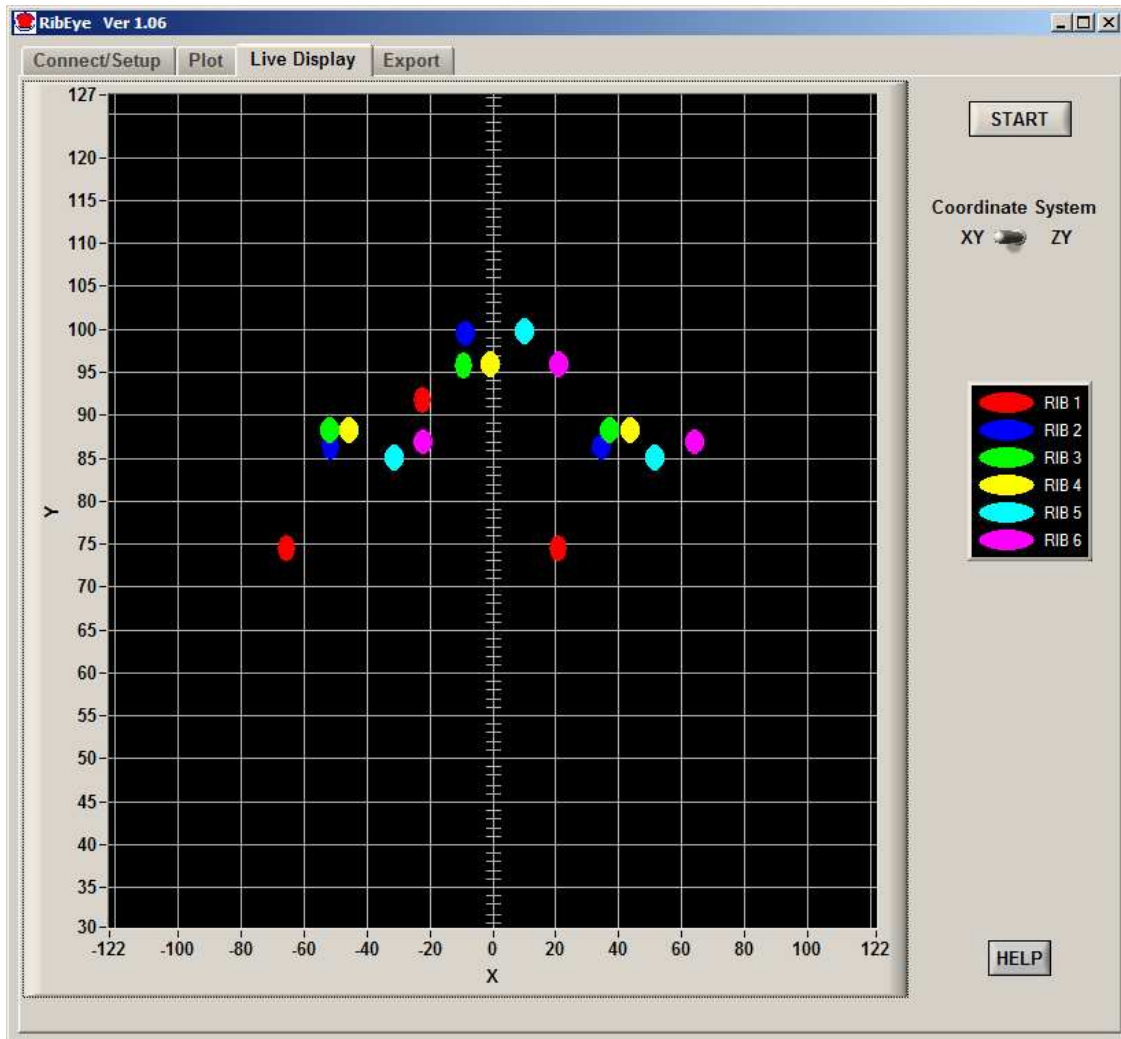 RibEye Ver 1.06
Connect/Setup Plot Live Display Export
START
Coordinate System
XY ZY
127
120
115
110
105
100
95
90
85
80
75
70
65
60
55
50
45
40
35
30
Y
-122 -100 -80 -60 -40 -20 0 20 40 60 80 100 122
X
RIB 1
RIB 2
RIB 3
RIB 4
RIB 5
RIB 6
HELP